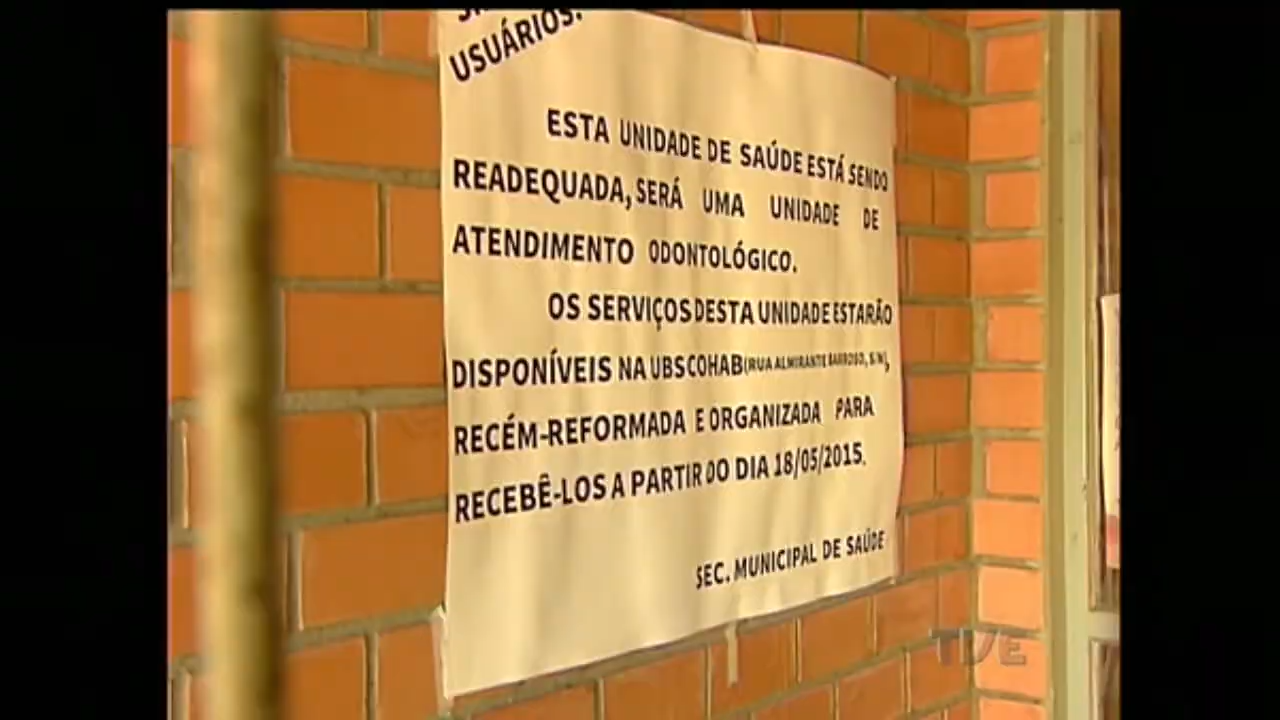 USUÁRIOS.
ESTA UNIDADE DE SAÚDE ESTÁ SENDO
READEQUADA, SERÁ UMA UNIDADE DE
ATENDIMENTO ODONTOLÓGICO.
OS SERVIÇOS DESTA UNIDADE ESTARÃO
DISPONÍVEIS NA UBS COHAB (RUA ALMIRANTE BARROSO, S/N),
RECÉM-REFORMADA E ORGANIZADA PARA
RECEBÊ-LOS A PARTIR DO DIA 18/05/2015.
SEC. MUNICIPAL DE SAÚDE
TVE